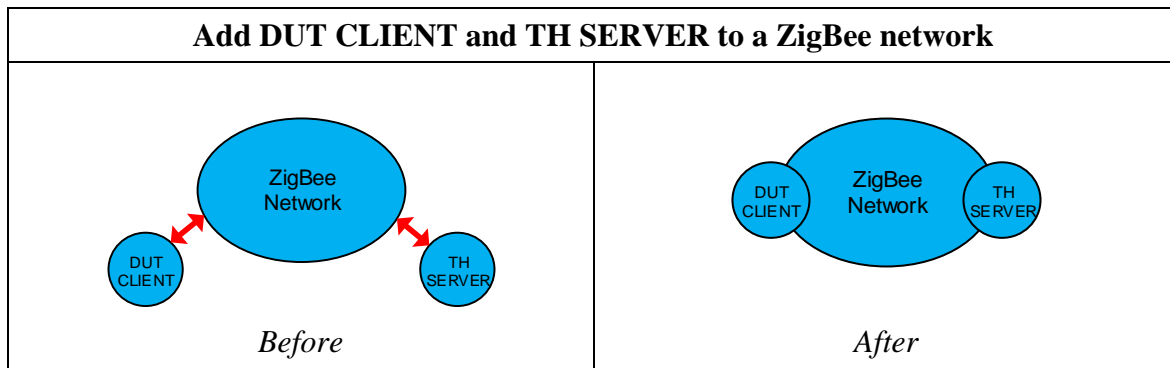 Add DUT CLIENT and TH SERVER to a ZigBee network
ZigBee
Network
DUT
CLIENT
TH
SERVER
Before
DUT
CLIENT
ZigBee
Network
TH
SERVER
After